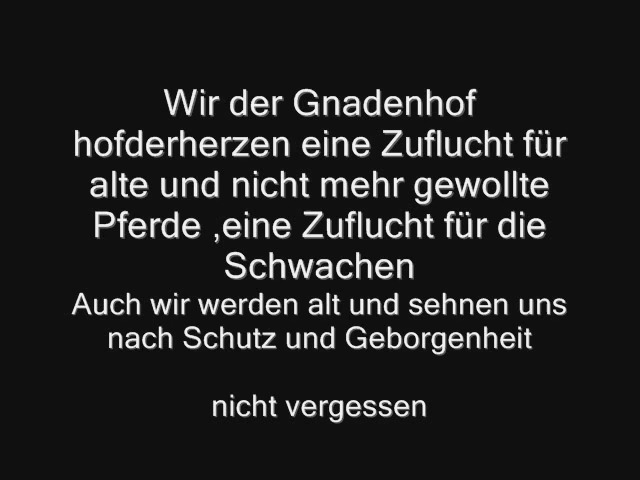 Wir der Gnadenhof
hofderherzen eine Zuflucht für
alte und nicht mehr gewollte
Pferde ,eine Zuflucht für die
Schwachen
Auch wir werden alt und sehnen uns
nach Schutz und Geborgenheit
nicht vergessen